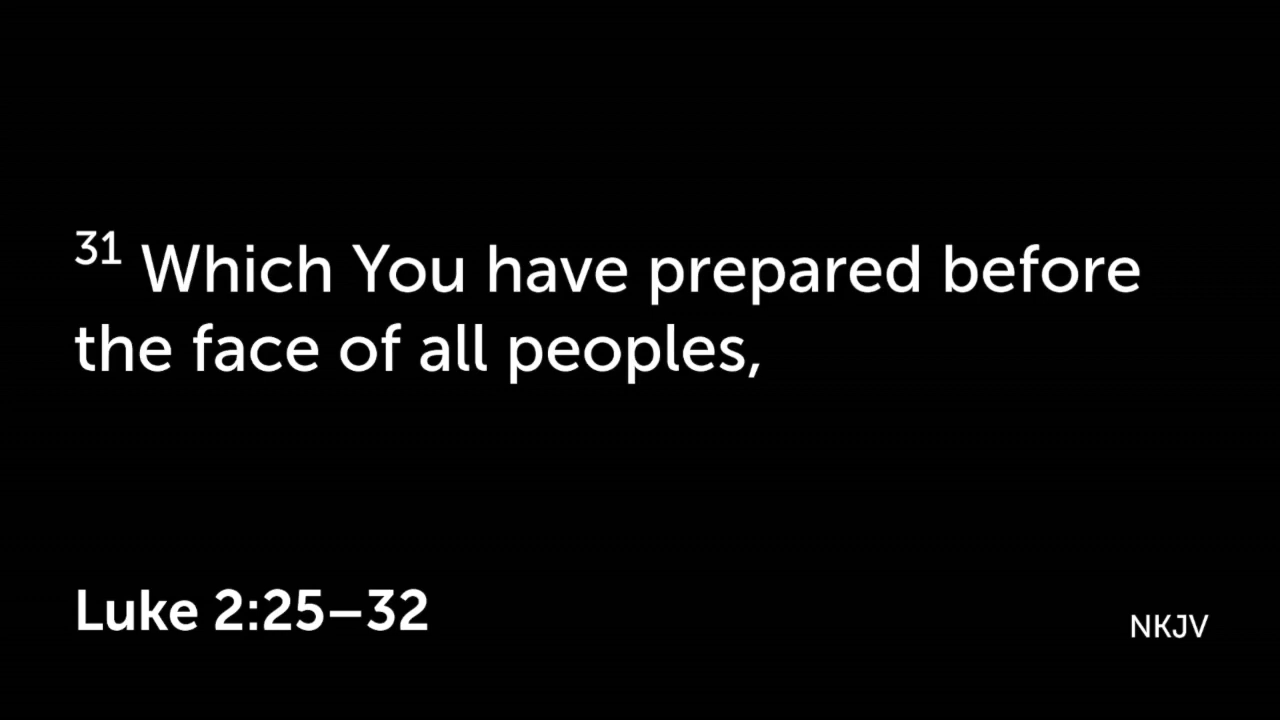 31 Which You have prepared before
the face of all peoples,
Luke 2:25–32
NKJV